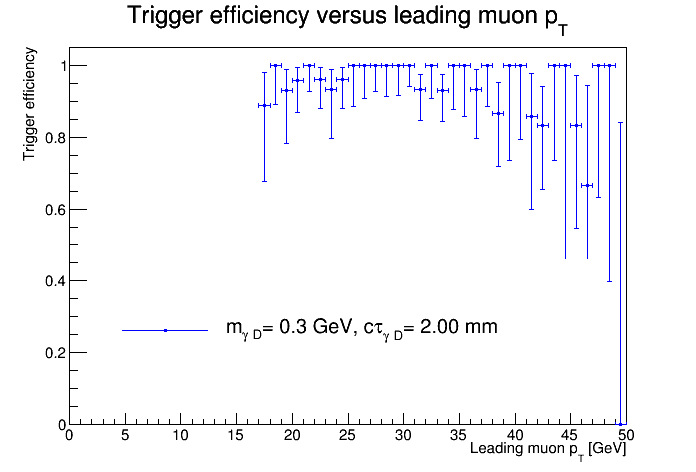 Trigger efficiency versus leading muon p_T
Trigger efficiency
1
0.8
0.6
0.4
0.2
0
m_γ D= 0.3 GeV, cτ_γ D= 2.00 mm
0 5 10 15 20 25 30 35 40 45 50
Leading muon p_T [GeV]